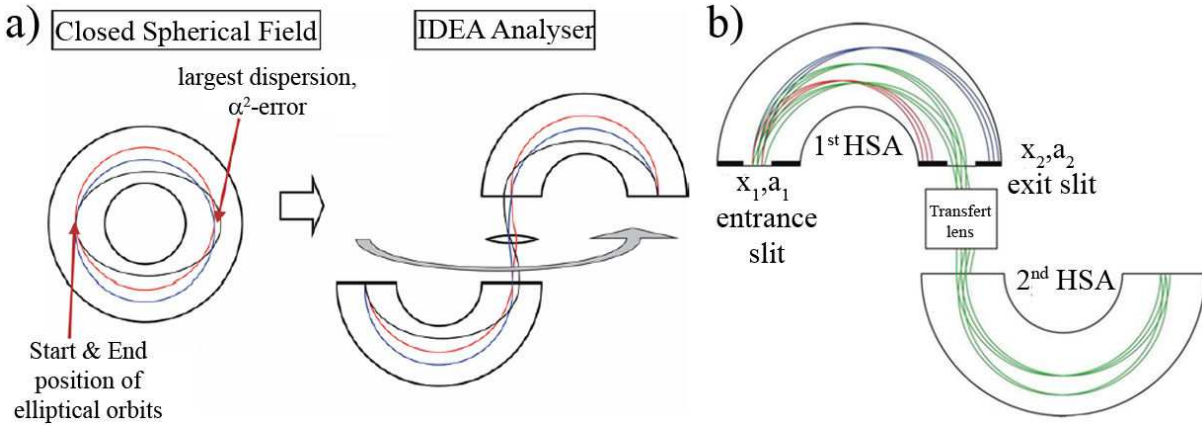 a)
Closed Spherical Field
IDEA Analyser
largest dispersion,
α²-error
Start & End
position of
elliptical orbits
b)
1st HSA
x1,a1
entrance
slit
x2,a2
exit slit
Transfert
lens
2nd HSA